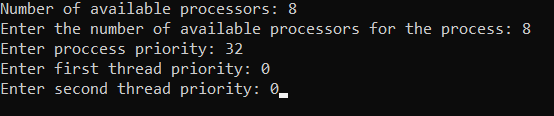 Number of available processors: 8
Enter the number of available processors for the process: 8
Enter proccess priority: 32
Enter first thread priority: 0
Enter second thread priority: 0